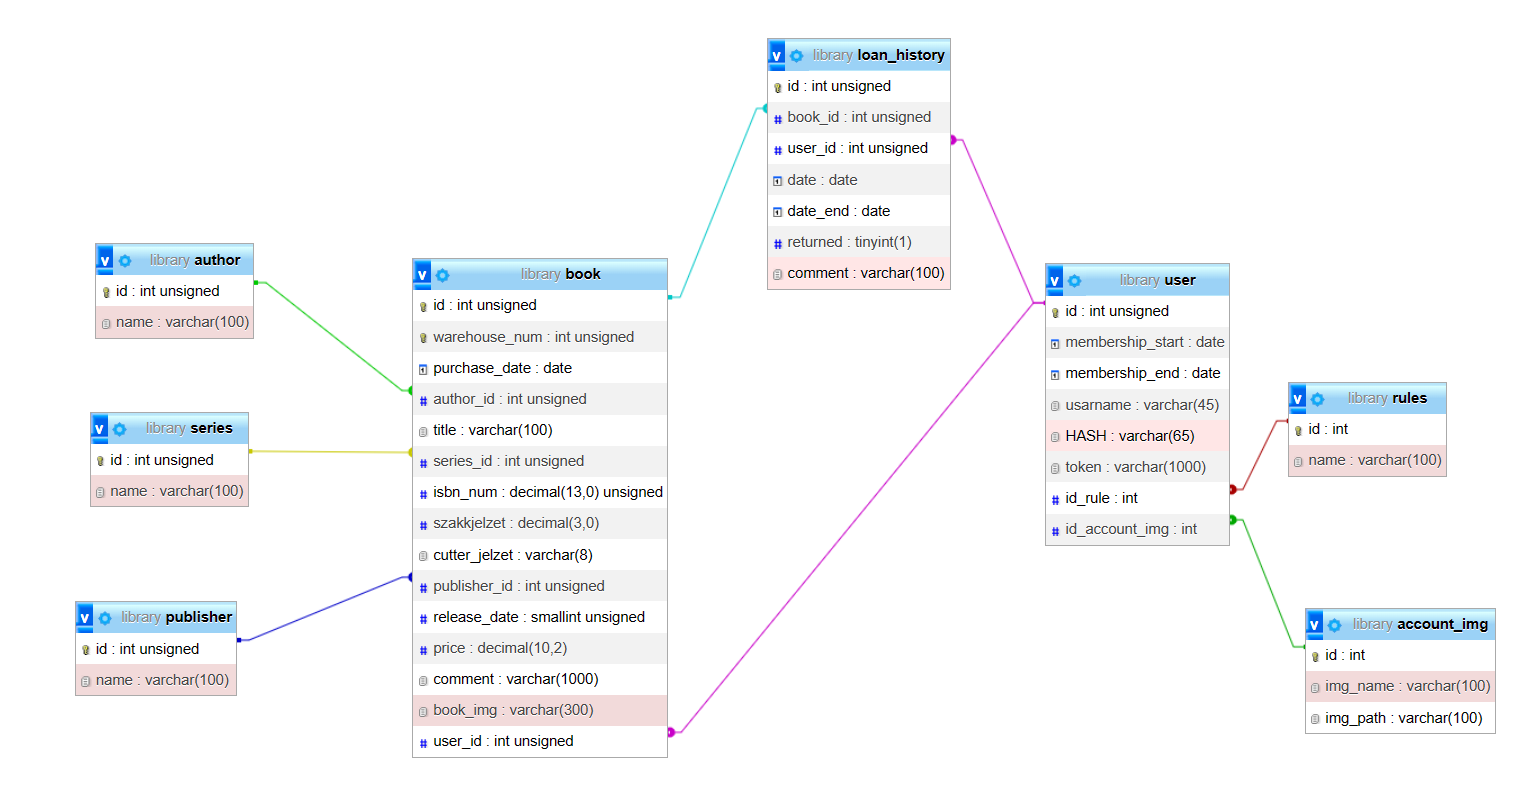 v library loan_history
id : int unsigned
book_id : int unsigned
user_id : int unsigned
date : date
date_end : date
returned : tinyint(1)
comment : varchar(100)
v library author
id : int unsigned
name : varchar(100)
v library series
id : int unsigned
name : varchar(100)
v library publisher
id : int unsigned
name : varchar(100)
v library book
id : int unsigned
warehouse_num : int unsigned
purchase_date : date
author_id : int unsigned
title : varchar(100)
series_id : int unsigned
isbn_num : decimal(13,0) unsigned
szakkjelzet : decimal(3,0)
cutter_jelzet : varchar(8)
publisher_id : int unsigned
release_date : smallint unsigned
price : decimal(10,2)
comment : varchar(1000)
book_img : varchar(300)
user_id : int unsigned
v library user
id : int unsigned
membership_start : date
membership_end : date
usarname : varchar(45)
HASH : varchar(65)
token : varchar(1000)
id_rule : int
id_account_img : int
v library rules
id : int
name : varchar(100)
v library account_img
id : int
img_name : varchar(100)
img_path : varchar(100)